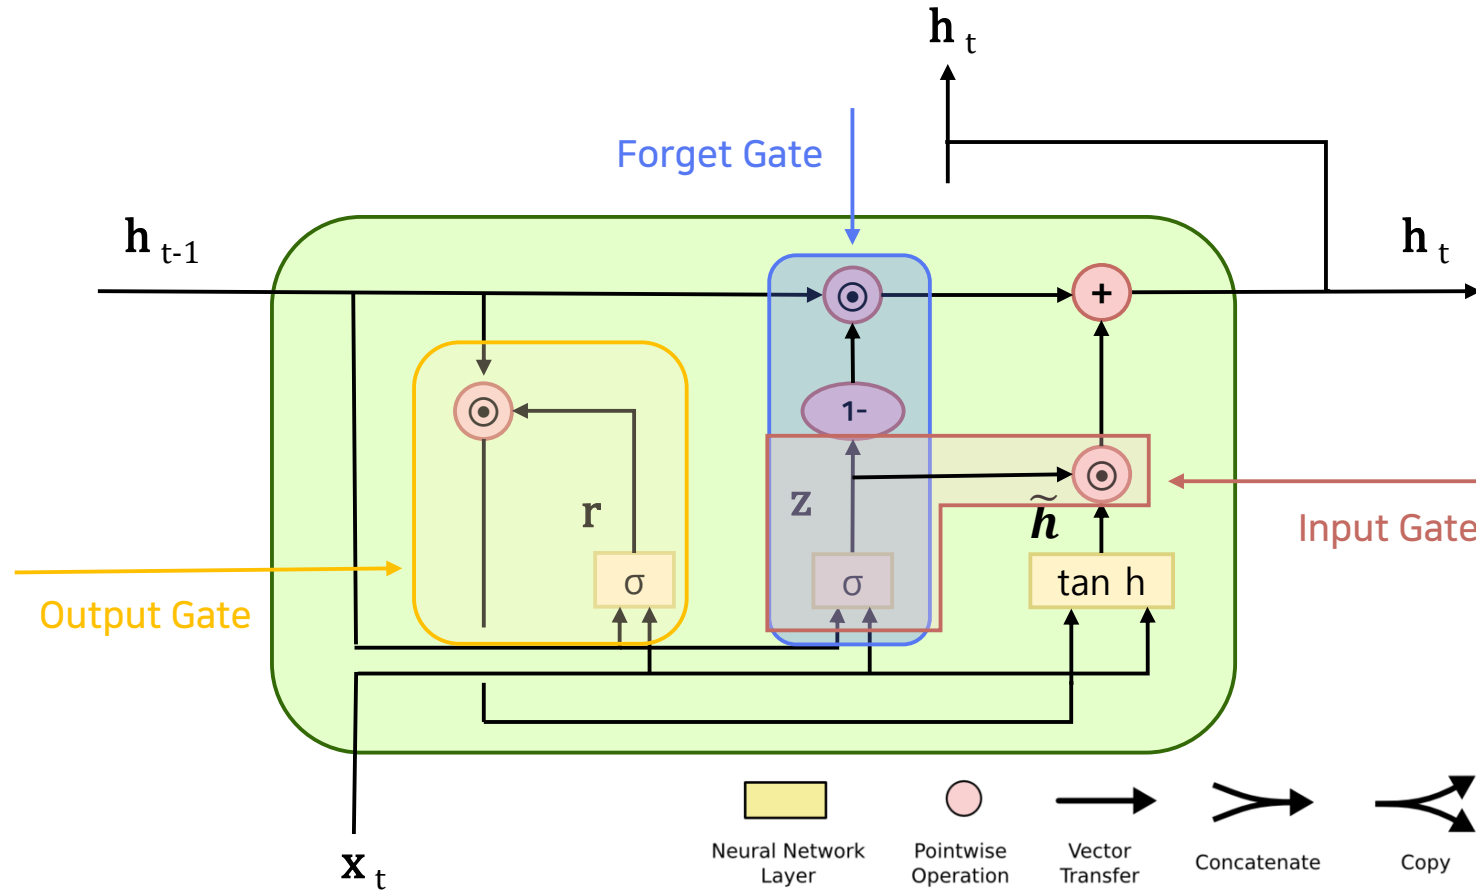 h t
Forget Gate
h t-1
h t
+
⊙
1-
⊙
z
⊙
r
h̃
Input Gate
σ
σ
tan h
Output Gate
x t
Neural Network
Layer
Pointwise
Operation
Vector
Transfer
Concatenate
Copy